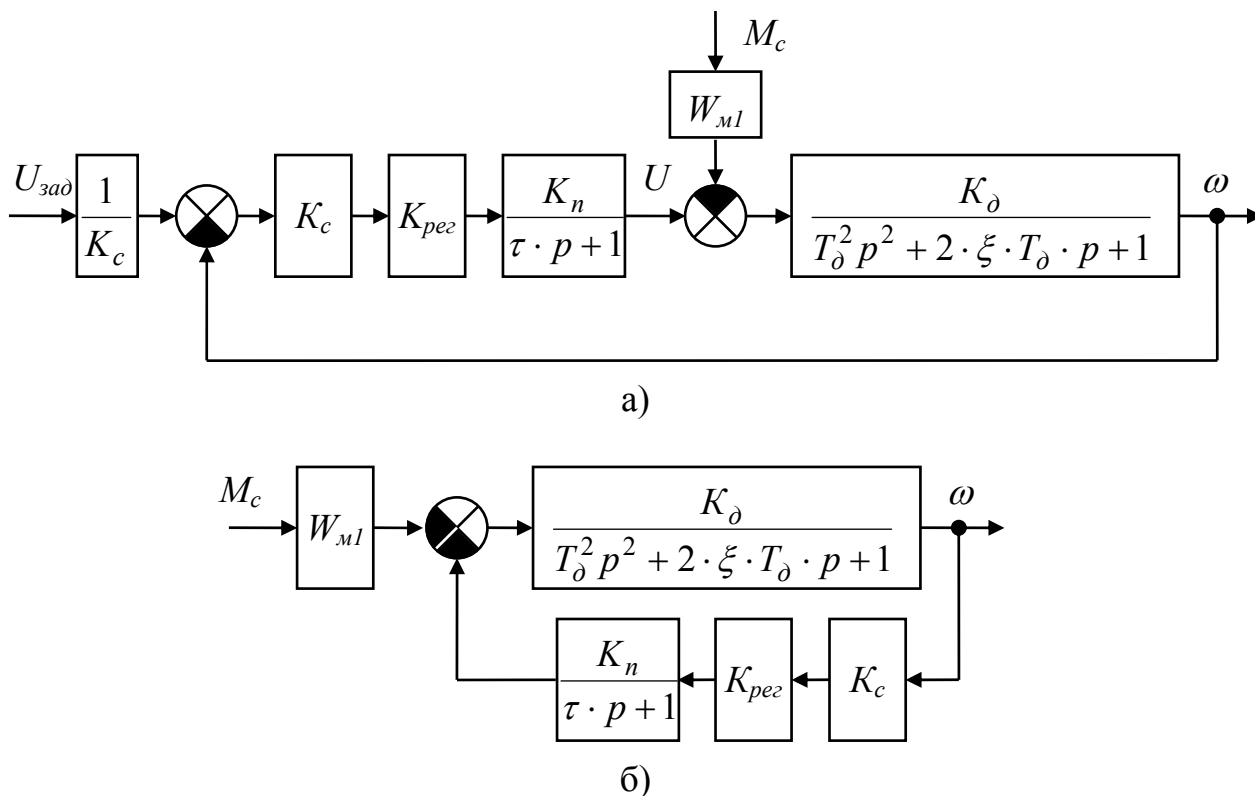 M_c
W_м1
U_зад
1
K_c
K_c
K_рег
K_п
τ · p + 1
U
K_д
T_д^2 p^2 + 2 · ξ · T_д · p + 1
ω
а)
M_c
W_м1
K_д
T_д^2 p^2 + 2 · ξ · T_д · p + 1
ω
K_п
τ · p + 1
K_рег
K_c
б)